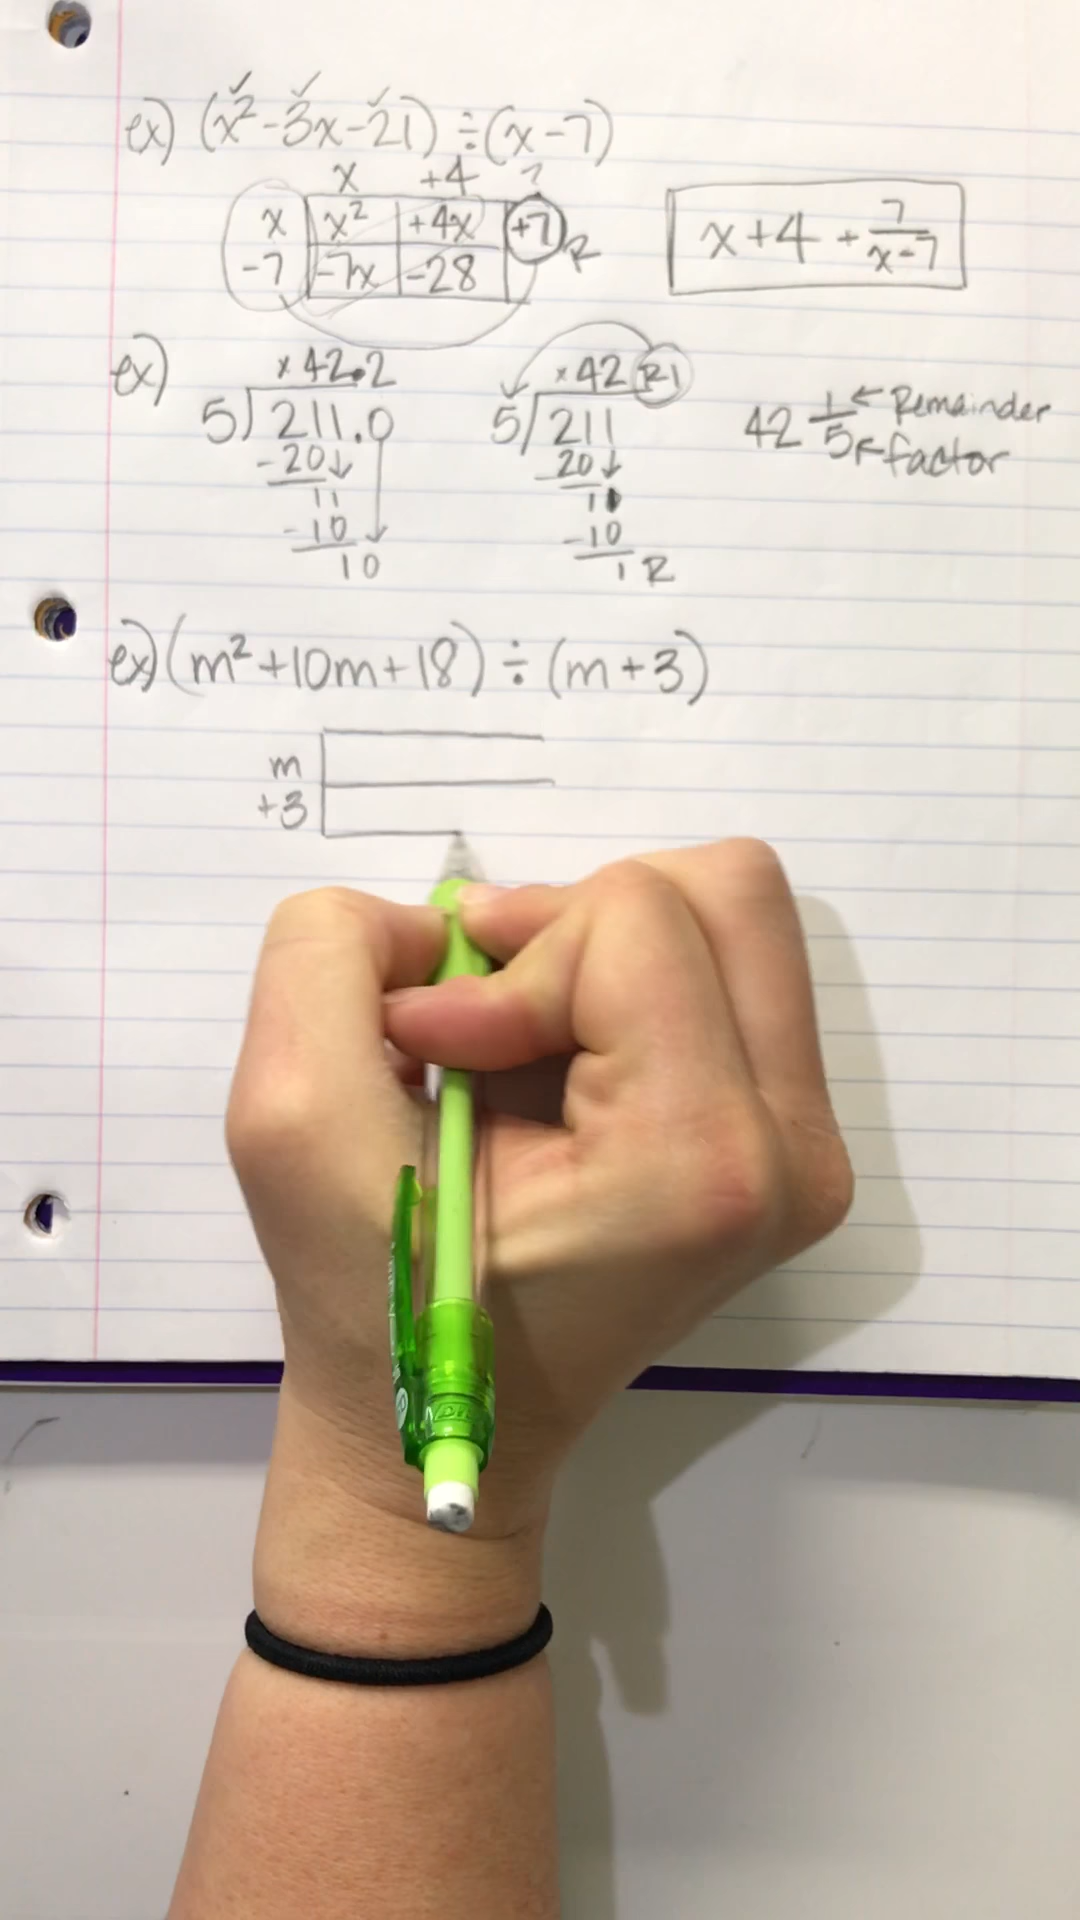 ex) (x²-3x-21) ÷ (x-7)
x +4 ?
x x² +4x +7 R
-7 -7x -28
x+4 + 7/(x-7)
ex)
x42.2
5)211.0
-20
11
-10
10
x42 R1
5)211
20
11
-10
1 R
42 1/5 ← Remainder
← factor
ex) (m²+10m+18) ÷ (m+3)
m
+3